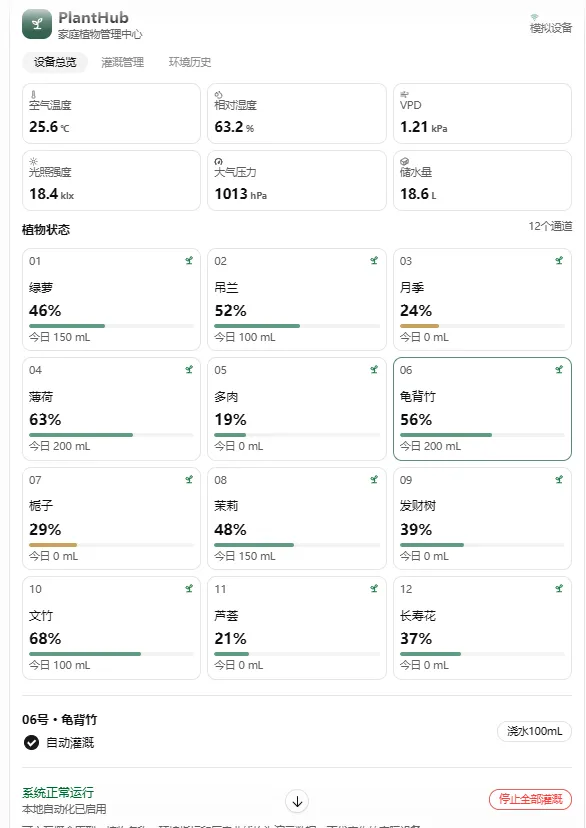 PlantHub
家庭植物管理中心
模拟设备
设备总览 灌溉管理 环境历史
空气温度
25.6 ℃
相对湿度
63.2 %
VPD
1.21 kPa
光照强度
18.4 klx
大气压力
1013 hPa
储水量
18.6 L
植物状态
12个通道
01
绿萝
46%
今日 150 mL
02
吊兰
52%
今日 100 mL
03
月季
24%
今日 0 mL
04
薄荷
63%
今日 200 mL
05
多肉
19%
今日 0 mL
06
龟背竹
56%
今日 200 mL
07
栀子
29%
今日 0 mL
08
茉莉
48%
今日 150 mL
09
发财树
39%
今日 0 mL
10
文竹
68%
今日 100 mL
11
芦荟
21%
今日 0 mL
12
长寿花
37%
今日 0 mL
06号・龟背竹
自动灌溉
浇水100mL
系统正常运行
本地自动化已启用
停止全部灌溉